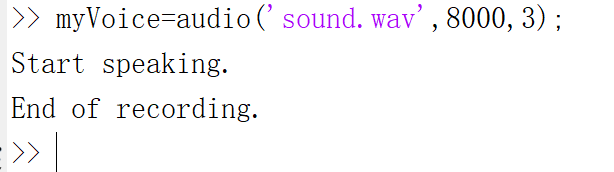 >> myVoice=audio('sound.wav',8000,3);
Start speaking.
End of recording.
>>